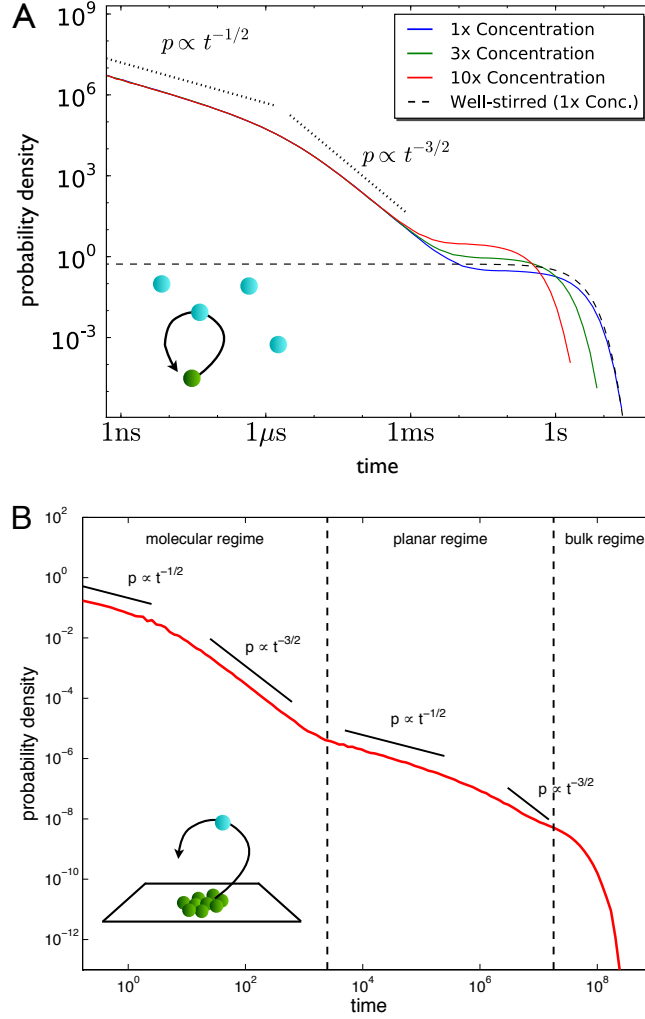 A
10^9
10^6
10^3
10^0
10^-3
probability density
p ∝ t^{-1/2}
p ∝ t^{-3/2}
1x Concentration
3x Concentration
10x Concentration
Well-stirred (1x Conc.)
1ns
1μs
1ms
1s
time
B
10^2
10^0
10^-2
10^-4
10^-6
10^-8
10^-10
10^-12
probability density
molecular regime
planar regime
bulk regime
p ∝ t^{-1/2}
p ∝ t^{-3/2}
p ∝ t^{-1/2}
p ∝ t^{-3/2}
10^0
10^2
10^4
10^6
10^8
time